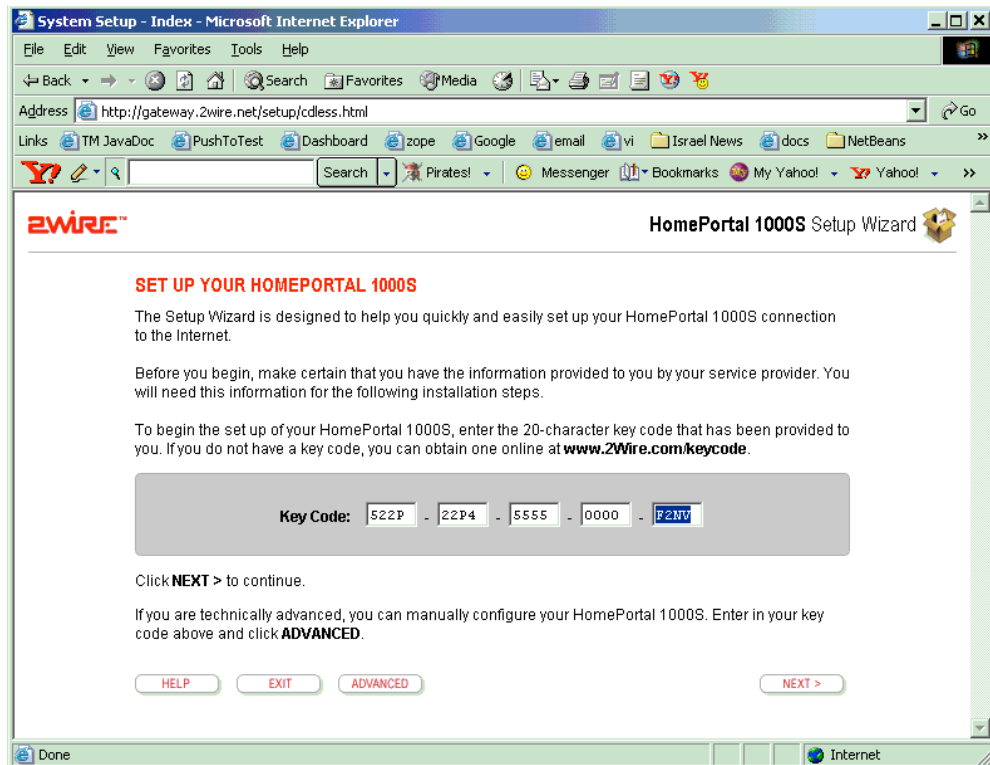 System Setup - Index - Microsoft Internet Explorer
File Edit View Favorites Tools Help
Back Search Favorites Media
Address http://gateway.2wire.net/setup/cdless.html Go
Links TM JavaDoc PushToTest Dashboard zope Google email vi Israel News docs NetBeans »
Y? Search Pirates! Messenger Bookmarks My Yahoo! Y? Yahoo! »
2WIRE™ HomePortal 1000S Setup Wizard
SET UP YOUR HOMEPORTAL 1000S
The Setup Wizard is designed to help you quickly and easily set up your HomePortal 1000S connection
to the Internet.
Before you begin, make certain that you have the information provided to you by your service provider. You
will need this information for the following installation steps.
To begin the set up of your HomePortal 1000S, enter the 20-character key code that has been provided to
you. If you do not have a key code, you can obtain one online at www.2Wire.com/keycode.
Key Code: 522P - 22P4 - 5555 - 0000 - F2NV
Click NEXT > to continue.
If you are technically advanced, you can manually configure your HomePortal 1000S. Enter in your key
code above and click ADVANCED.
HELP EXIT ADVANCED NEXT >
Done Internet